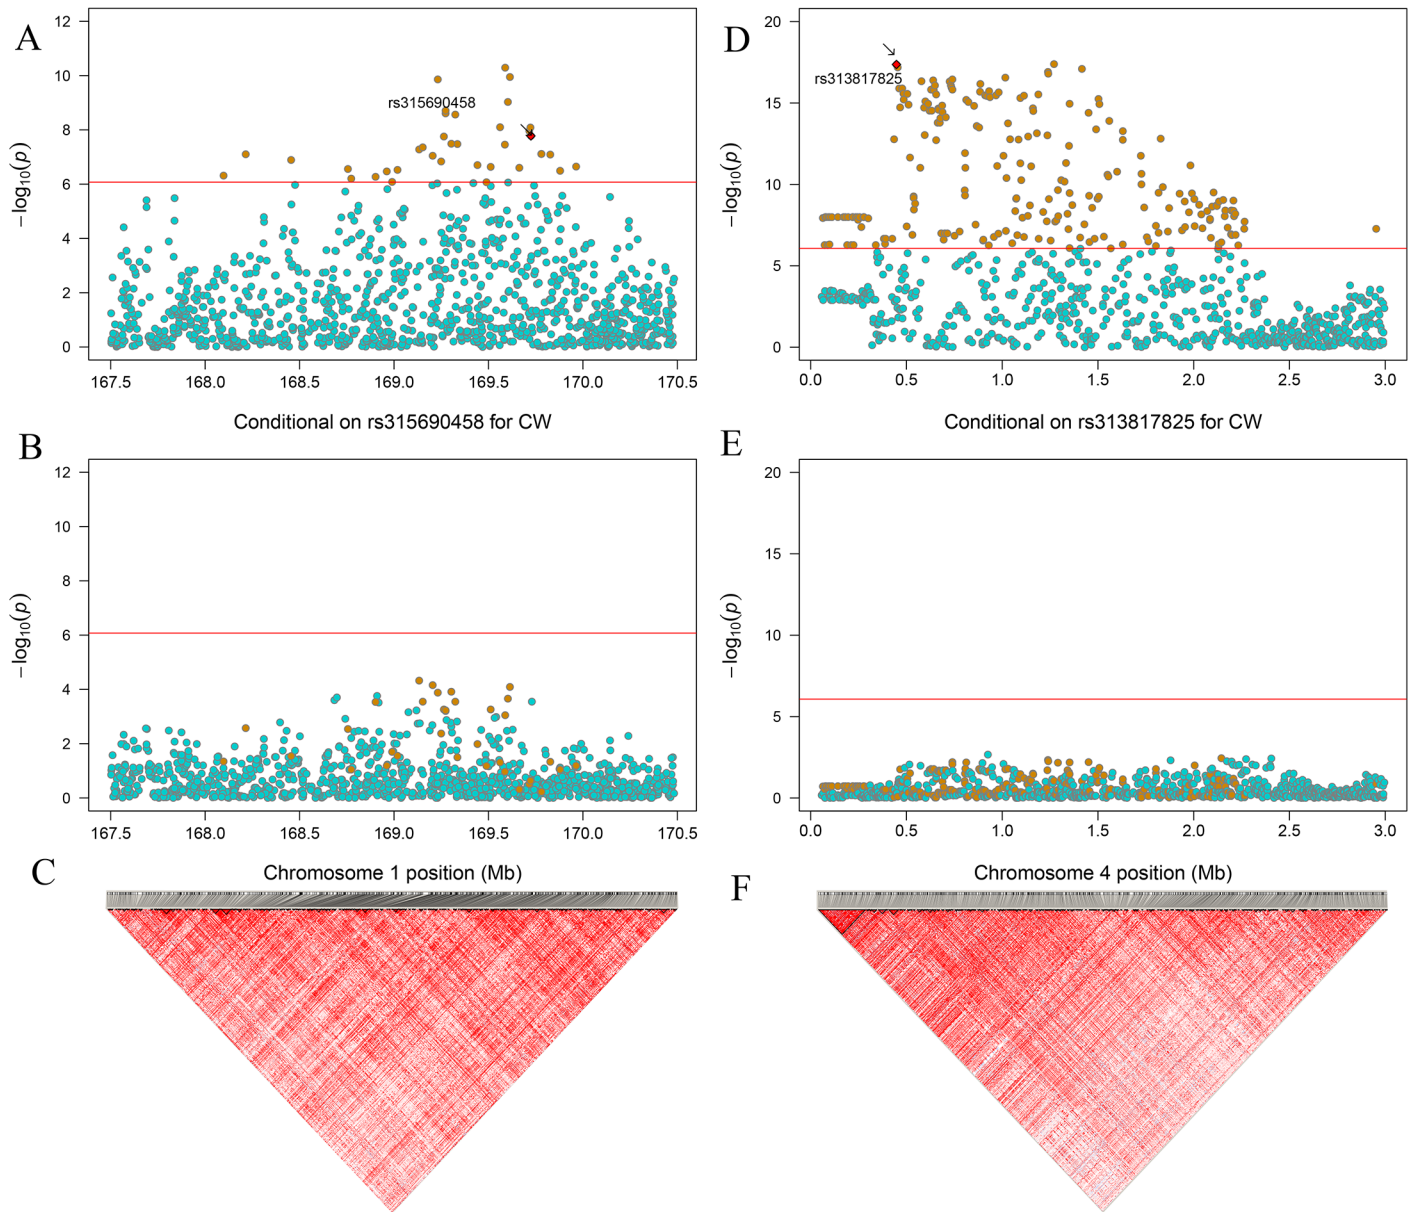 A
12
10
8
6
4
2
0
−log10(p)
rs315690458
167.5 168.0 168.5 169.0 169.5 170.0 170.5
Conditional on rs315690458 for CW
B
12
10
8
6
4
2
0
−log10(p)
167.5 168.0 168.5 169.0 169.5 170.0 170.5
Chromosome 1 position (Mb)
C
D
20
15
10
5
0
−log10(p)
rs313817825
0.0 0.5 1.0 1.5 2.0 2.5 3.0
Conditional on rs313817825 for CW
E
20
15
10
5
0
−log10(p)
0.0 0.5 1.0 1.5 2.0 2.5 3.0
Chromosome 4 position (Mb)
F